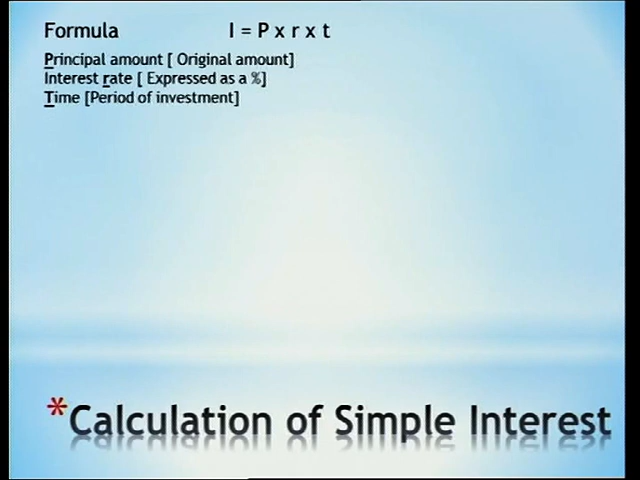 Formula I = P x r x t
Principal amount [ Original amount]
Interest rate [ Expressed as a %]
Time [Period of investment]
*Calculation of Simple Interest